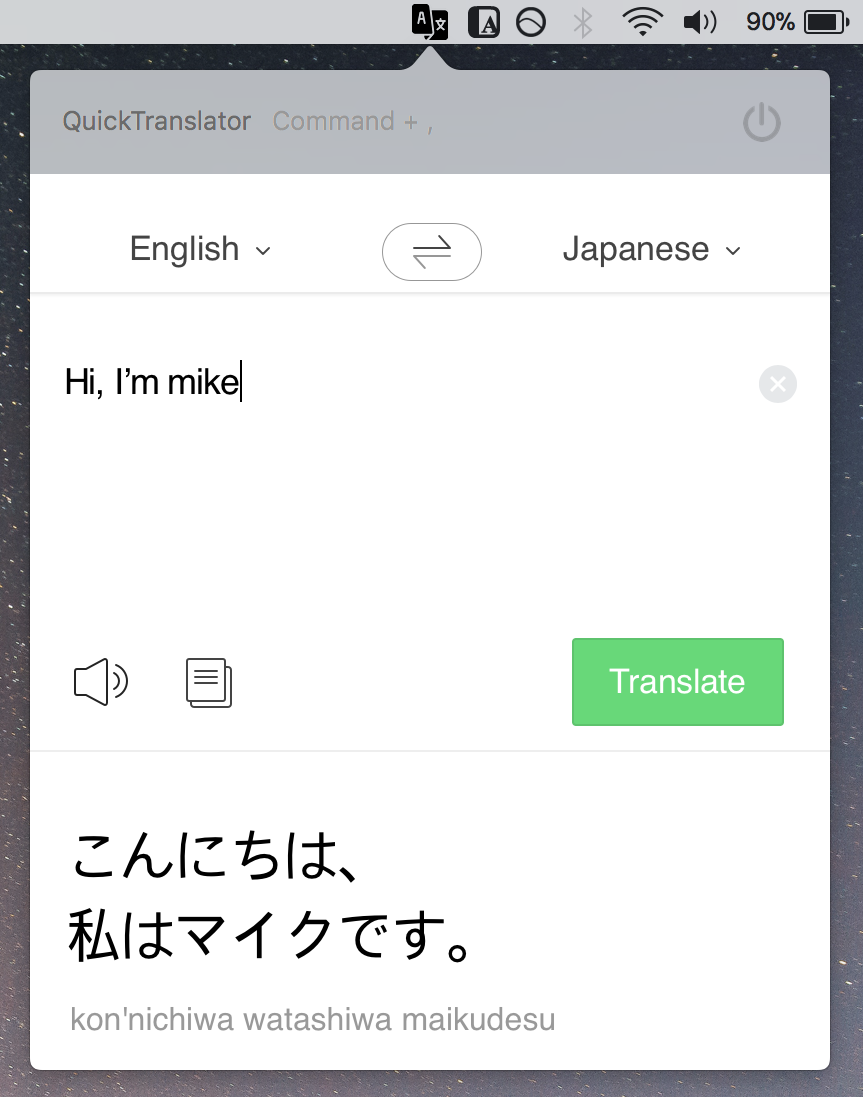 90%
QuickTranslator Command + ,
English Japanese
Hi, I’m mike
Translate
こんにちは、
私はマイクです。
kon'nichiwa watashiwa maikudesu